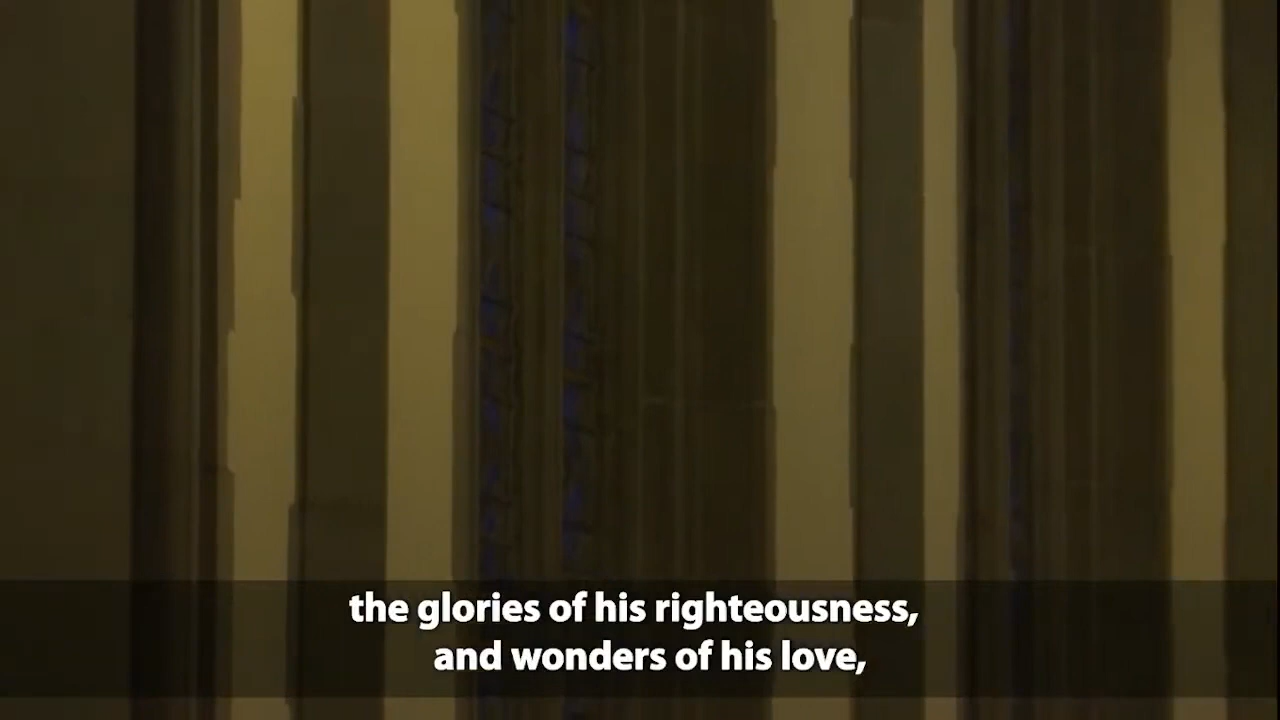 the glories of his righteousness,
and wonders of his love,